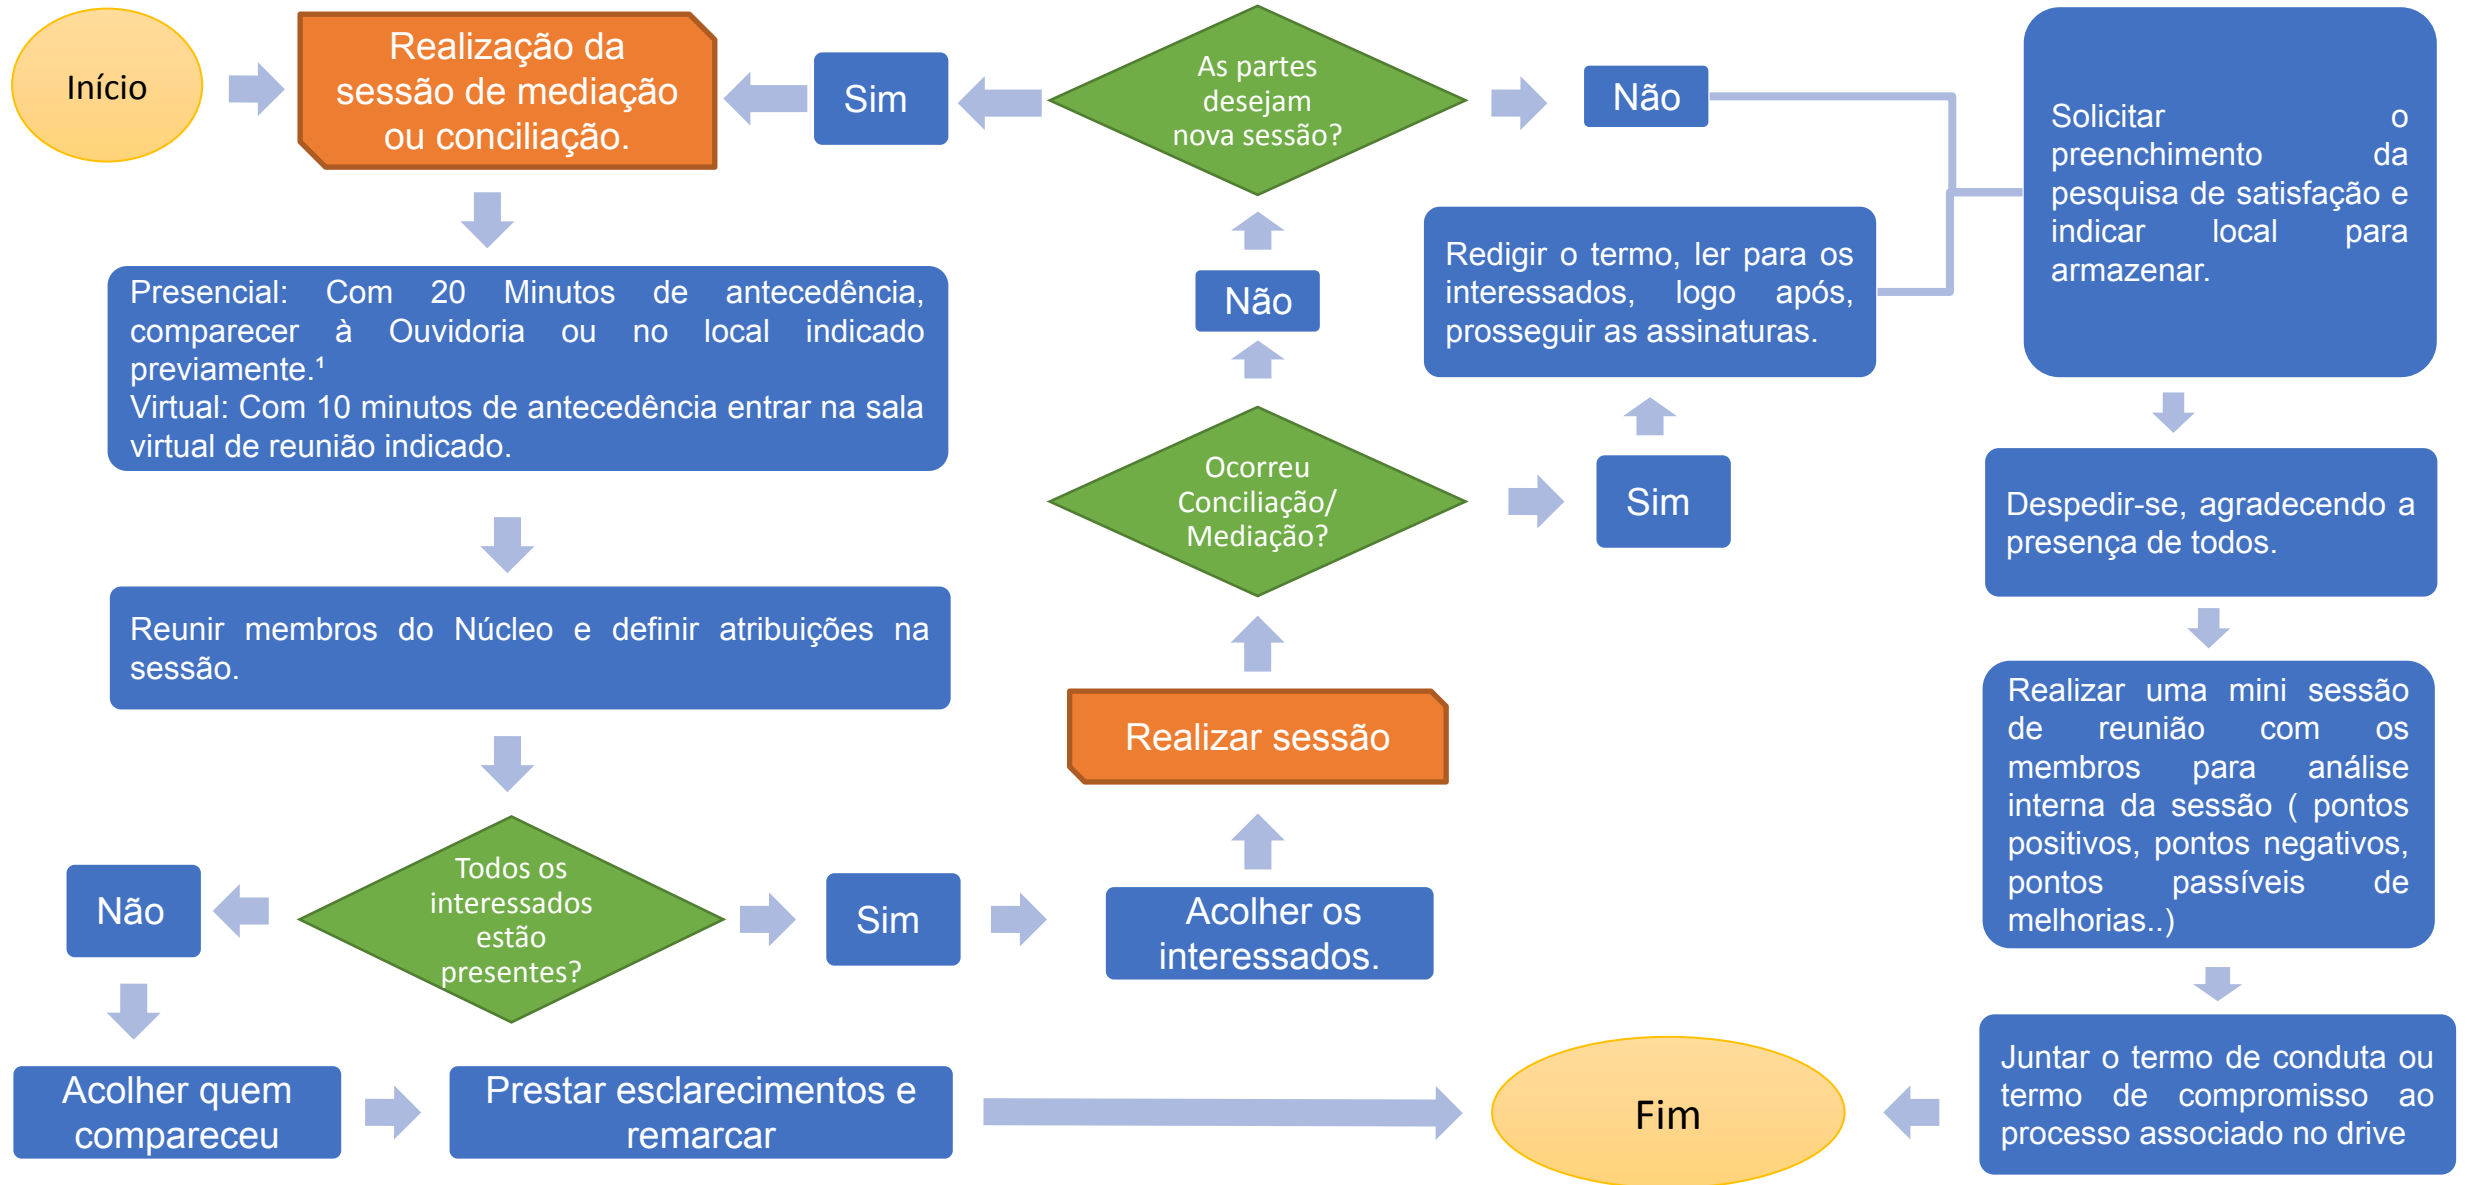 Início
Realização da
sessão de mediação
ou conciliação.
Sim
As partes
desejam
nova sessão?
Não
Solicitar o
preenchimento da
pesquisa de satisfação e
indicar local para
armazenar.
Presencial: Com 20 Minutos de antecedência,
comparecer à Ouvidoria ou no local indicado
previamente.¹
Virtual: Com 10 minutos de antecedência entrar na sala
virtual de reunião indicado.
Não
Redigir o termo, ler para os
interessados, logo após,
prosseguir as assinaturas.
Ocorreu
Conciliação/
Mediação?
Sim
Despedir-se, agradecendo a
presença de todos.
Reunir membros do Núcleo e definir atribuições na
sessão.
Realizar sessão
Realizar uma mini sessão
de reunião com os
membros para análise
interna da sessão ( pontos
positivos, pontos negativos,
pontos passíveis de
melhorias..)
Não
Todos os
interessados
estão
presentes?
Sim
Acolher os
interessados.
Acolher quem
compareceu
Prestar esclarecimentos e
remarcar
Fim
Juntar o termo de conduta ou
termo de compromisso ao
processo associado no drive